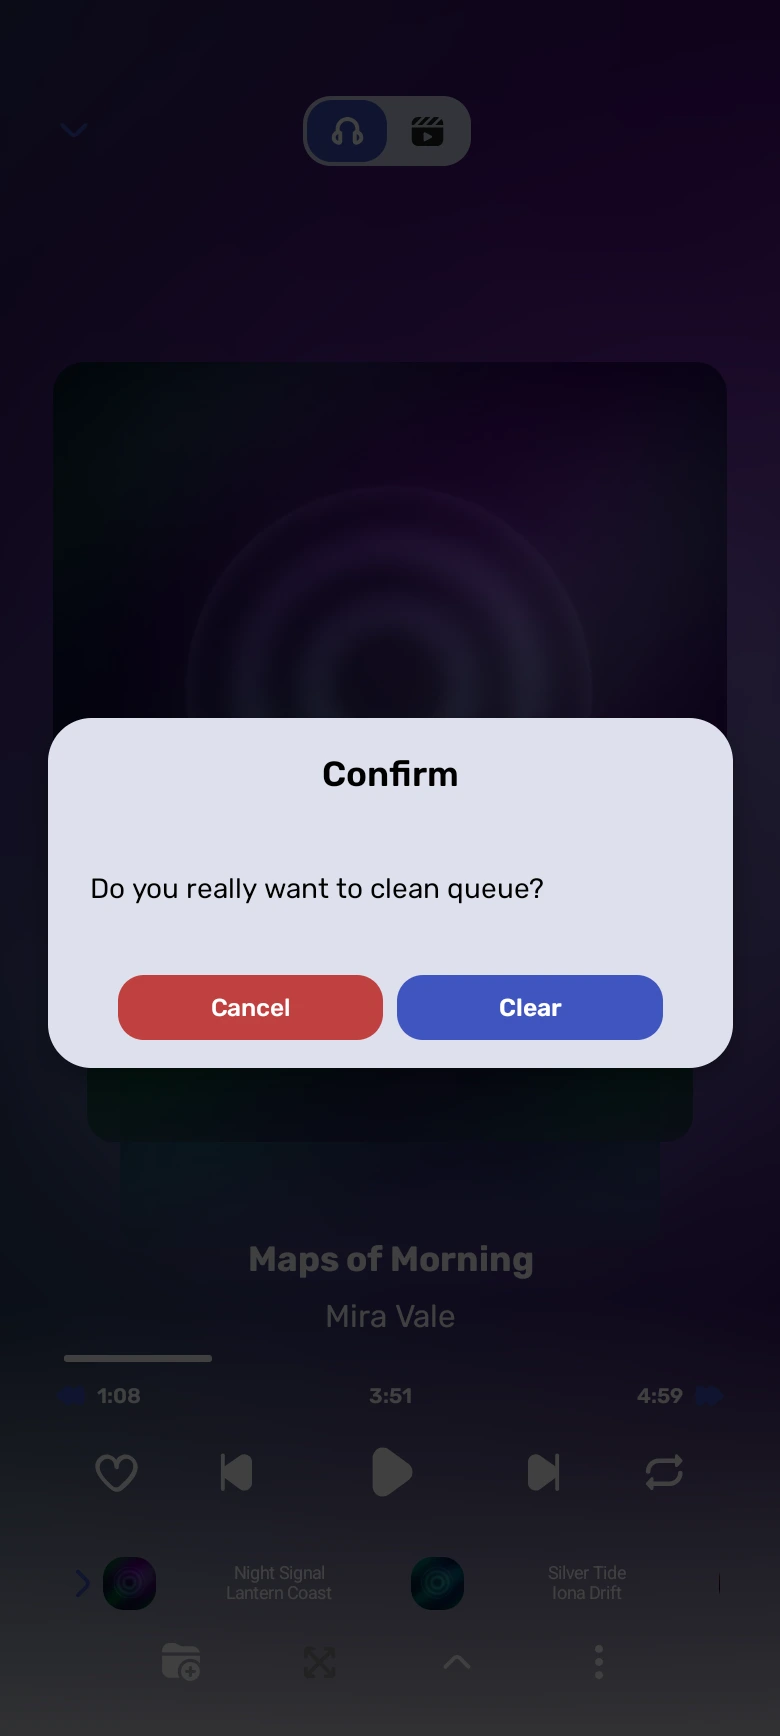 Confirm
Do you really want to clean queue?
Cancel
Clear
Maps of Morning
Mira Vale
1:08
3:51
4:59
Night Signal
Lantern Coast
Silver Tide
Iona Drift